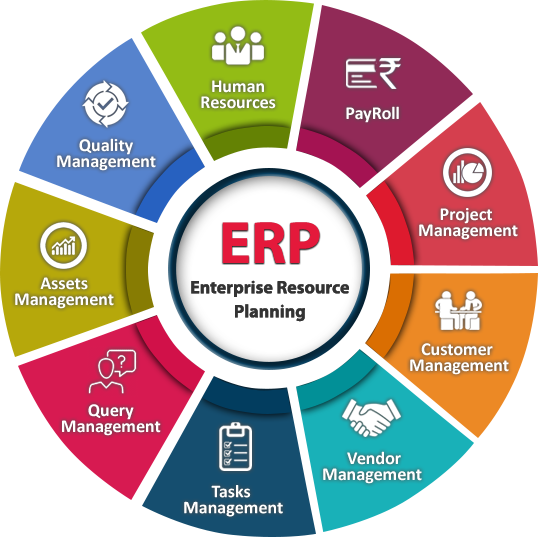 ERP
Enterprise Resource
Planning
Human
Resources
PayRoll
Project
Management
Customer
Management
Vendor
Management
Tasks
Management
Query
Management
Assets
Management
Quality
Management